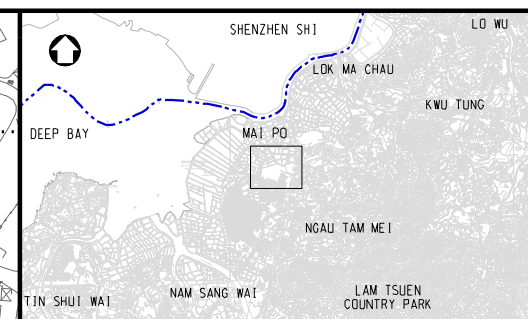 SHENZHEN SHI
LO WU
LOK MA CHAU
KWU TUNG
DEEP BAY
MAI PO
NGAU TAM MEI
TIN SHUI WAI
NAM SANG WAI
LAM TSUEN
COUNTRY PARK